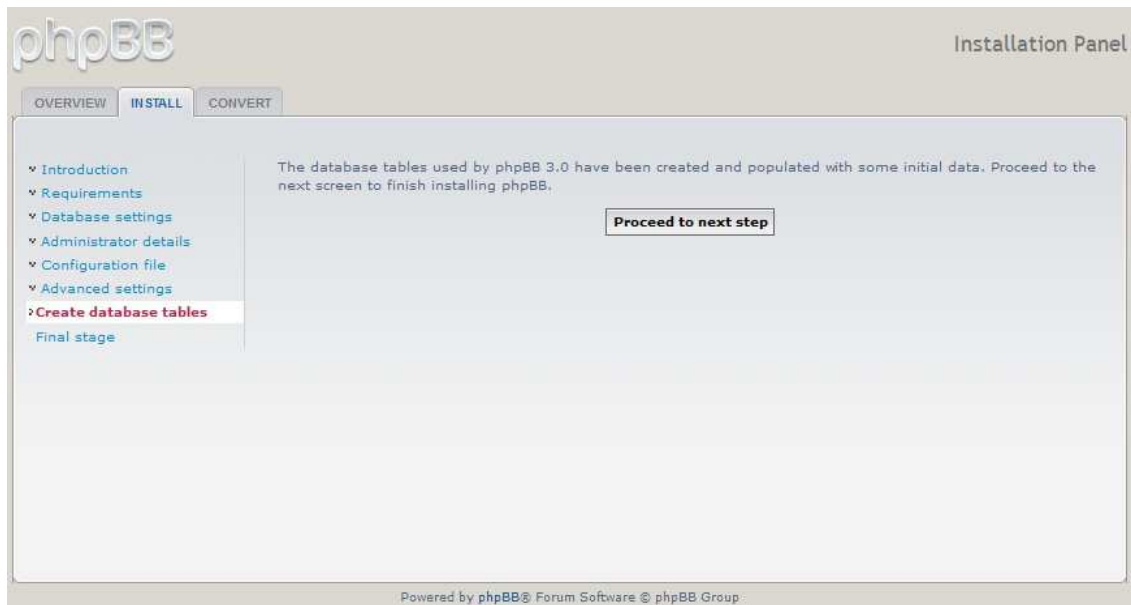 phpBB
Installation Panel
OVERVIEW INSTALL CONVERT
Introduction
Requirements
Database settings
Administrator details
Configuration file
Advanced settings
Create database tables
Final stage
The database tables used by phpBB 3.0 have been created and populated with some initial data. Proceed to the
next screen to finish installing phpBB.
Proceed to next step
Powered by phpBB® Forum Software © phpBB Group